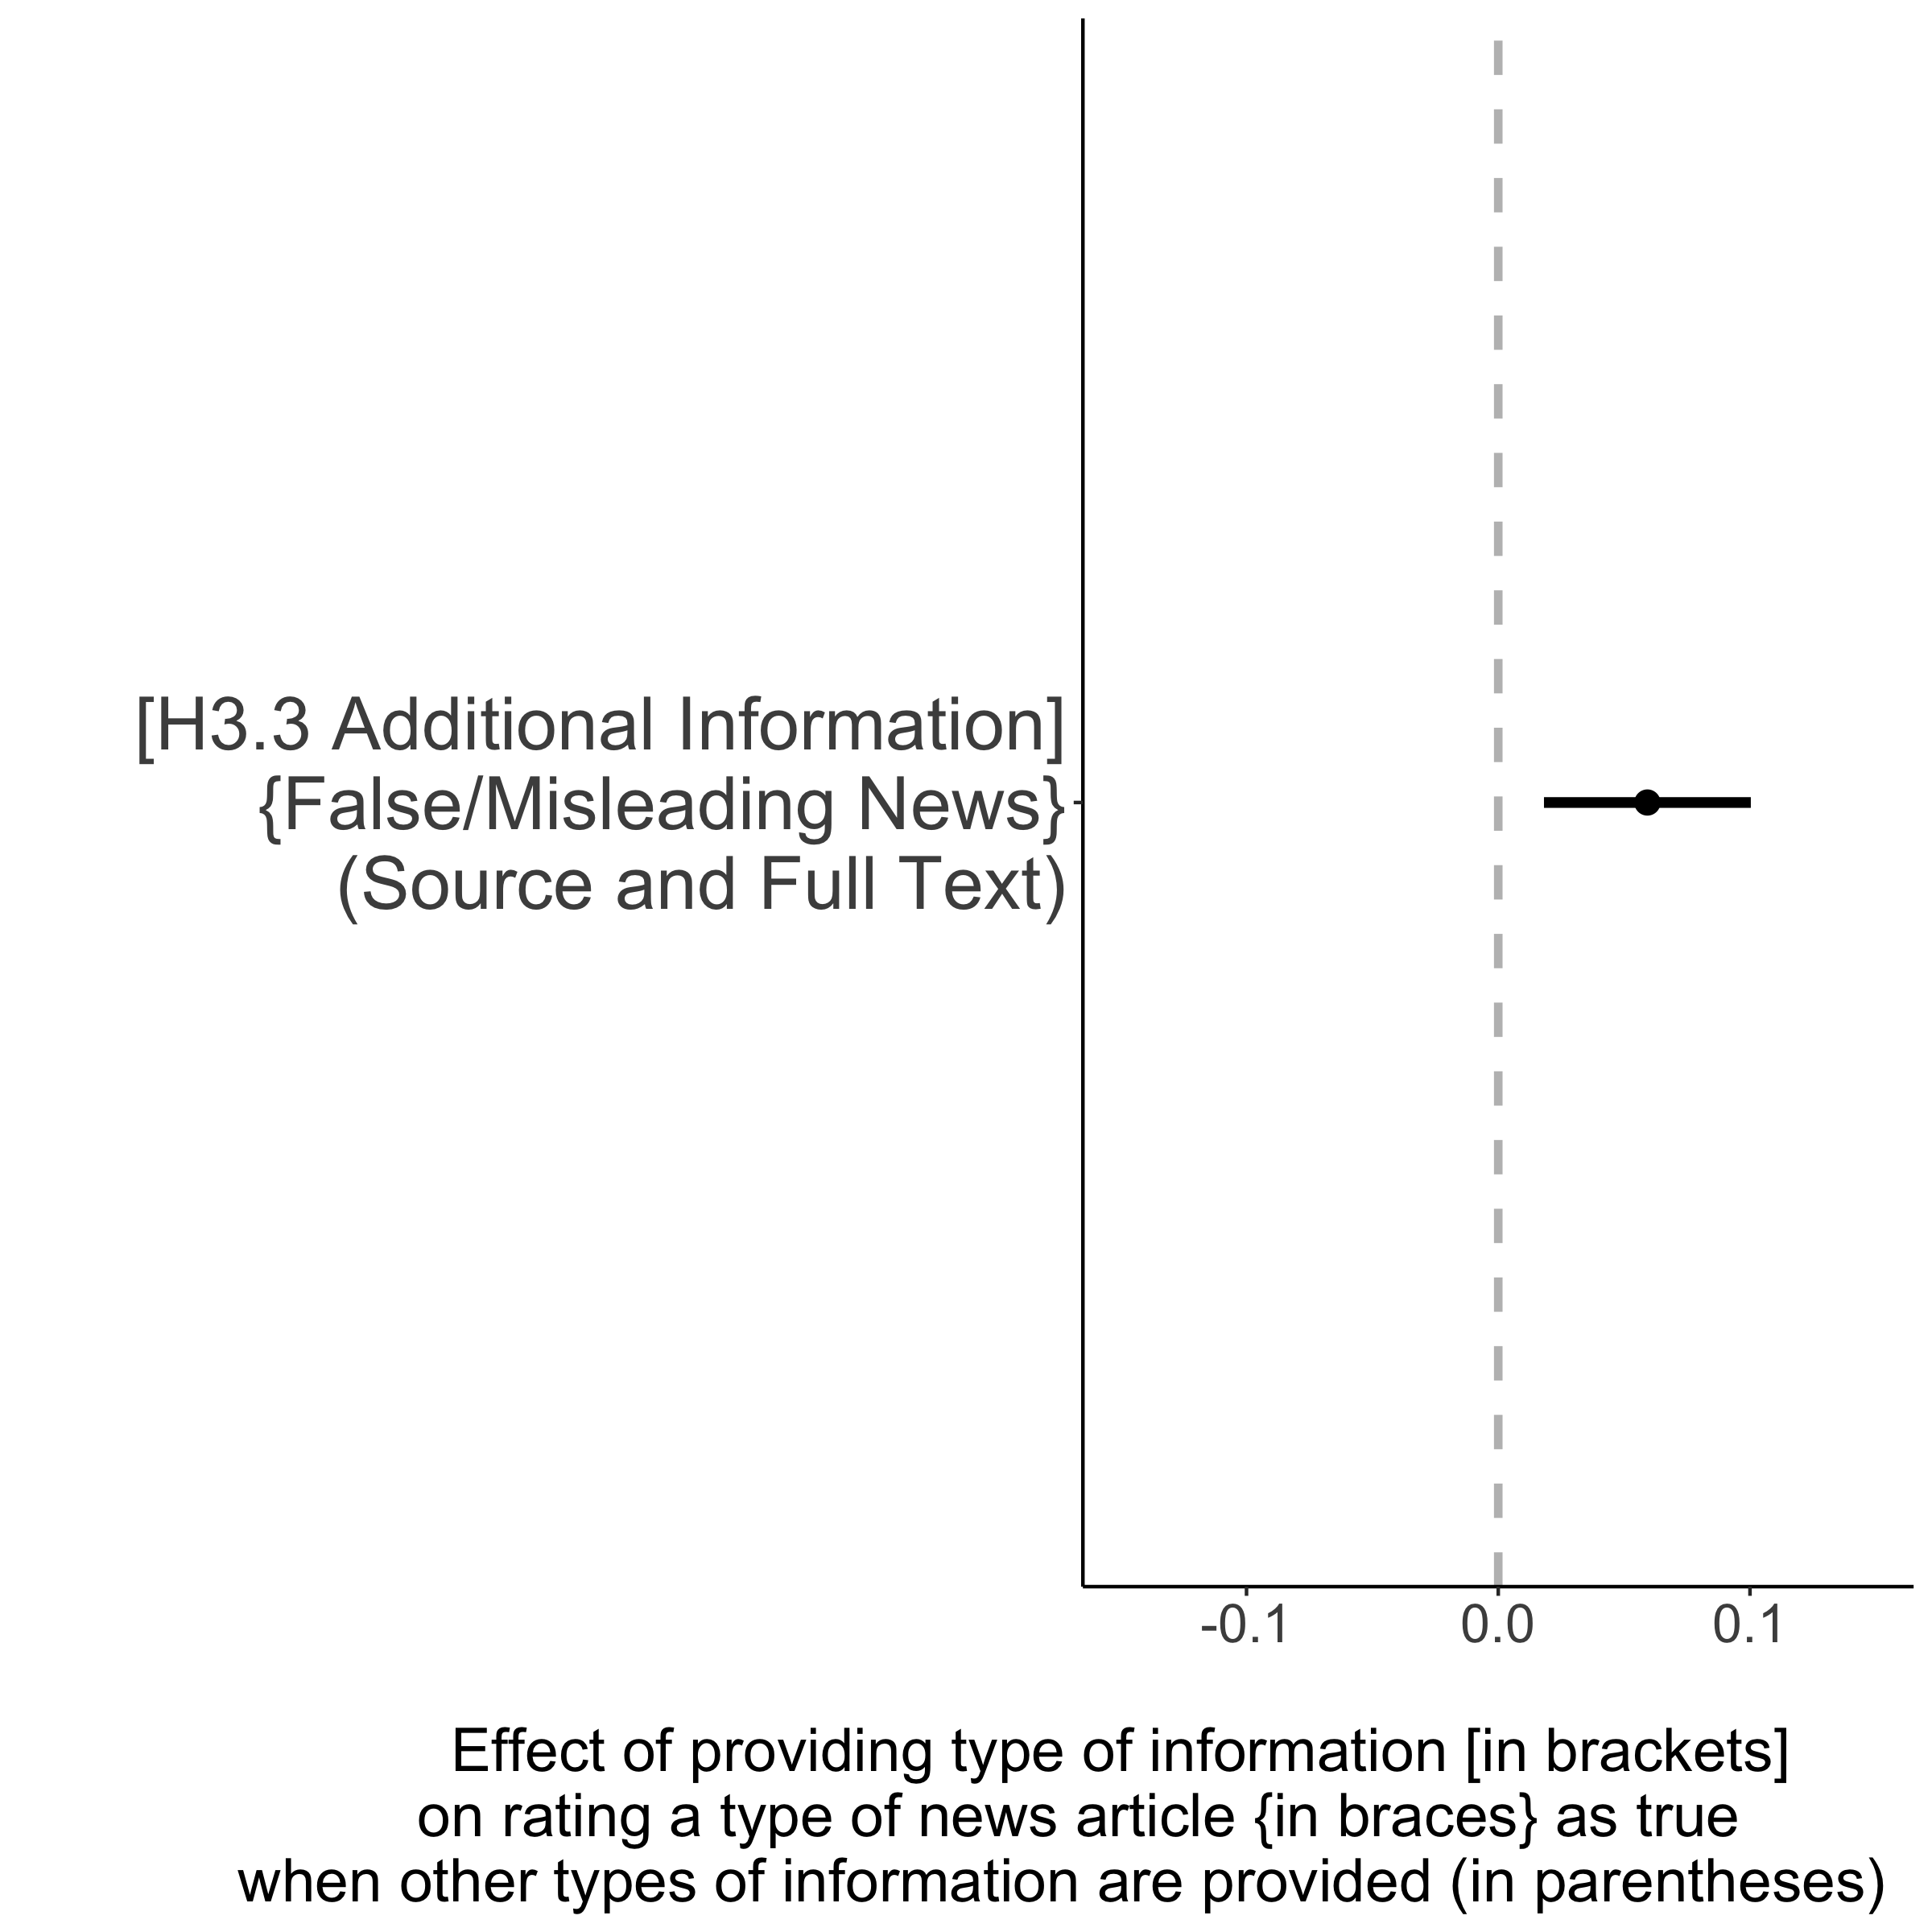 [H3.3 Additional Information]
{False/Misleading News}
(Source and Full Text)
-0.1 0.0 0.1
Effect of providing type of information [in brackets]
on rating a type of news article {in braces} as true
when other types of information are provided (in parentheses)